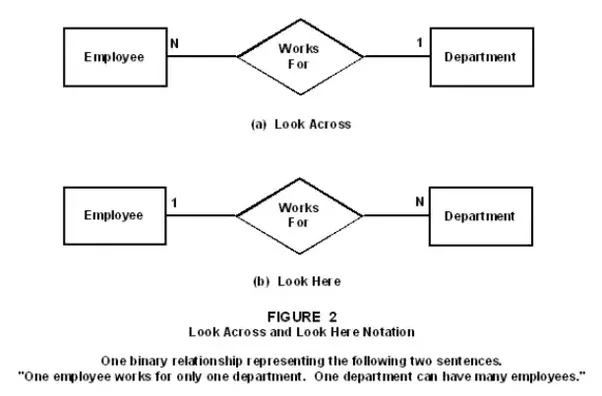 N
1
Employee
Works
For
Department
(a) Look Across
1
N
Employee
Works
For
Department
(b) Look Here
FIGURE 2
Look Across and Look Here Notation
One binary relationship representing the following two sentences.
"One employee works for only one department. One department can have many employees."